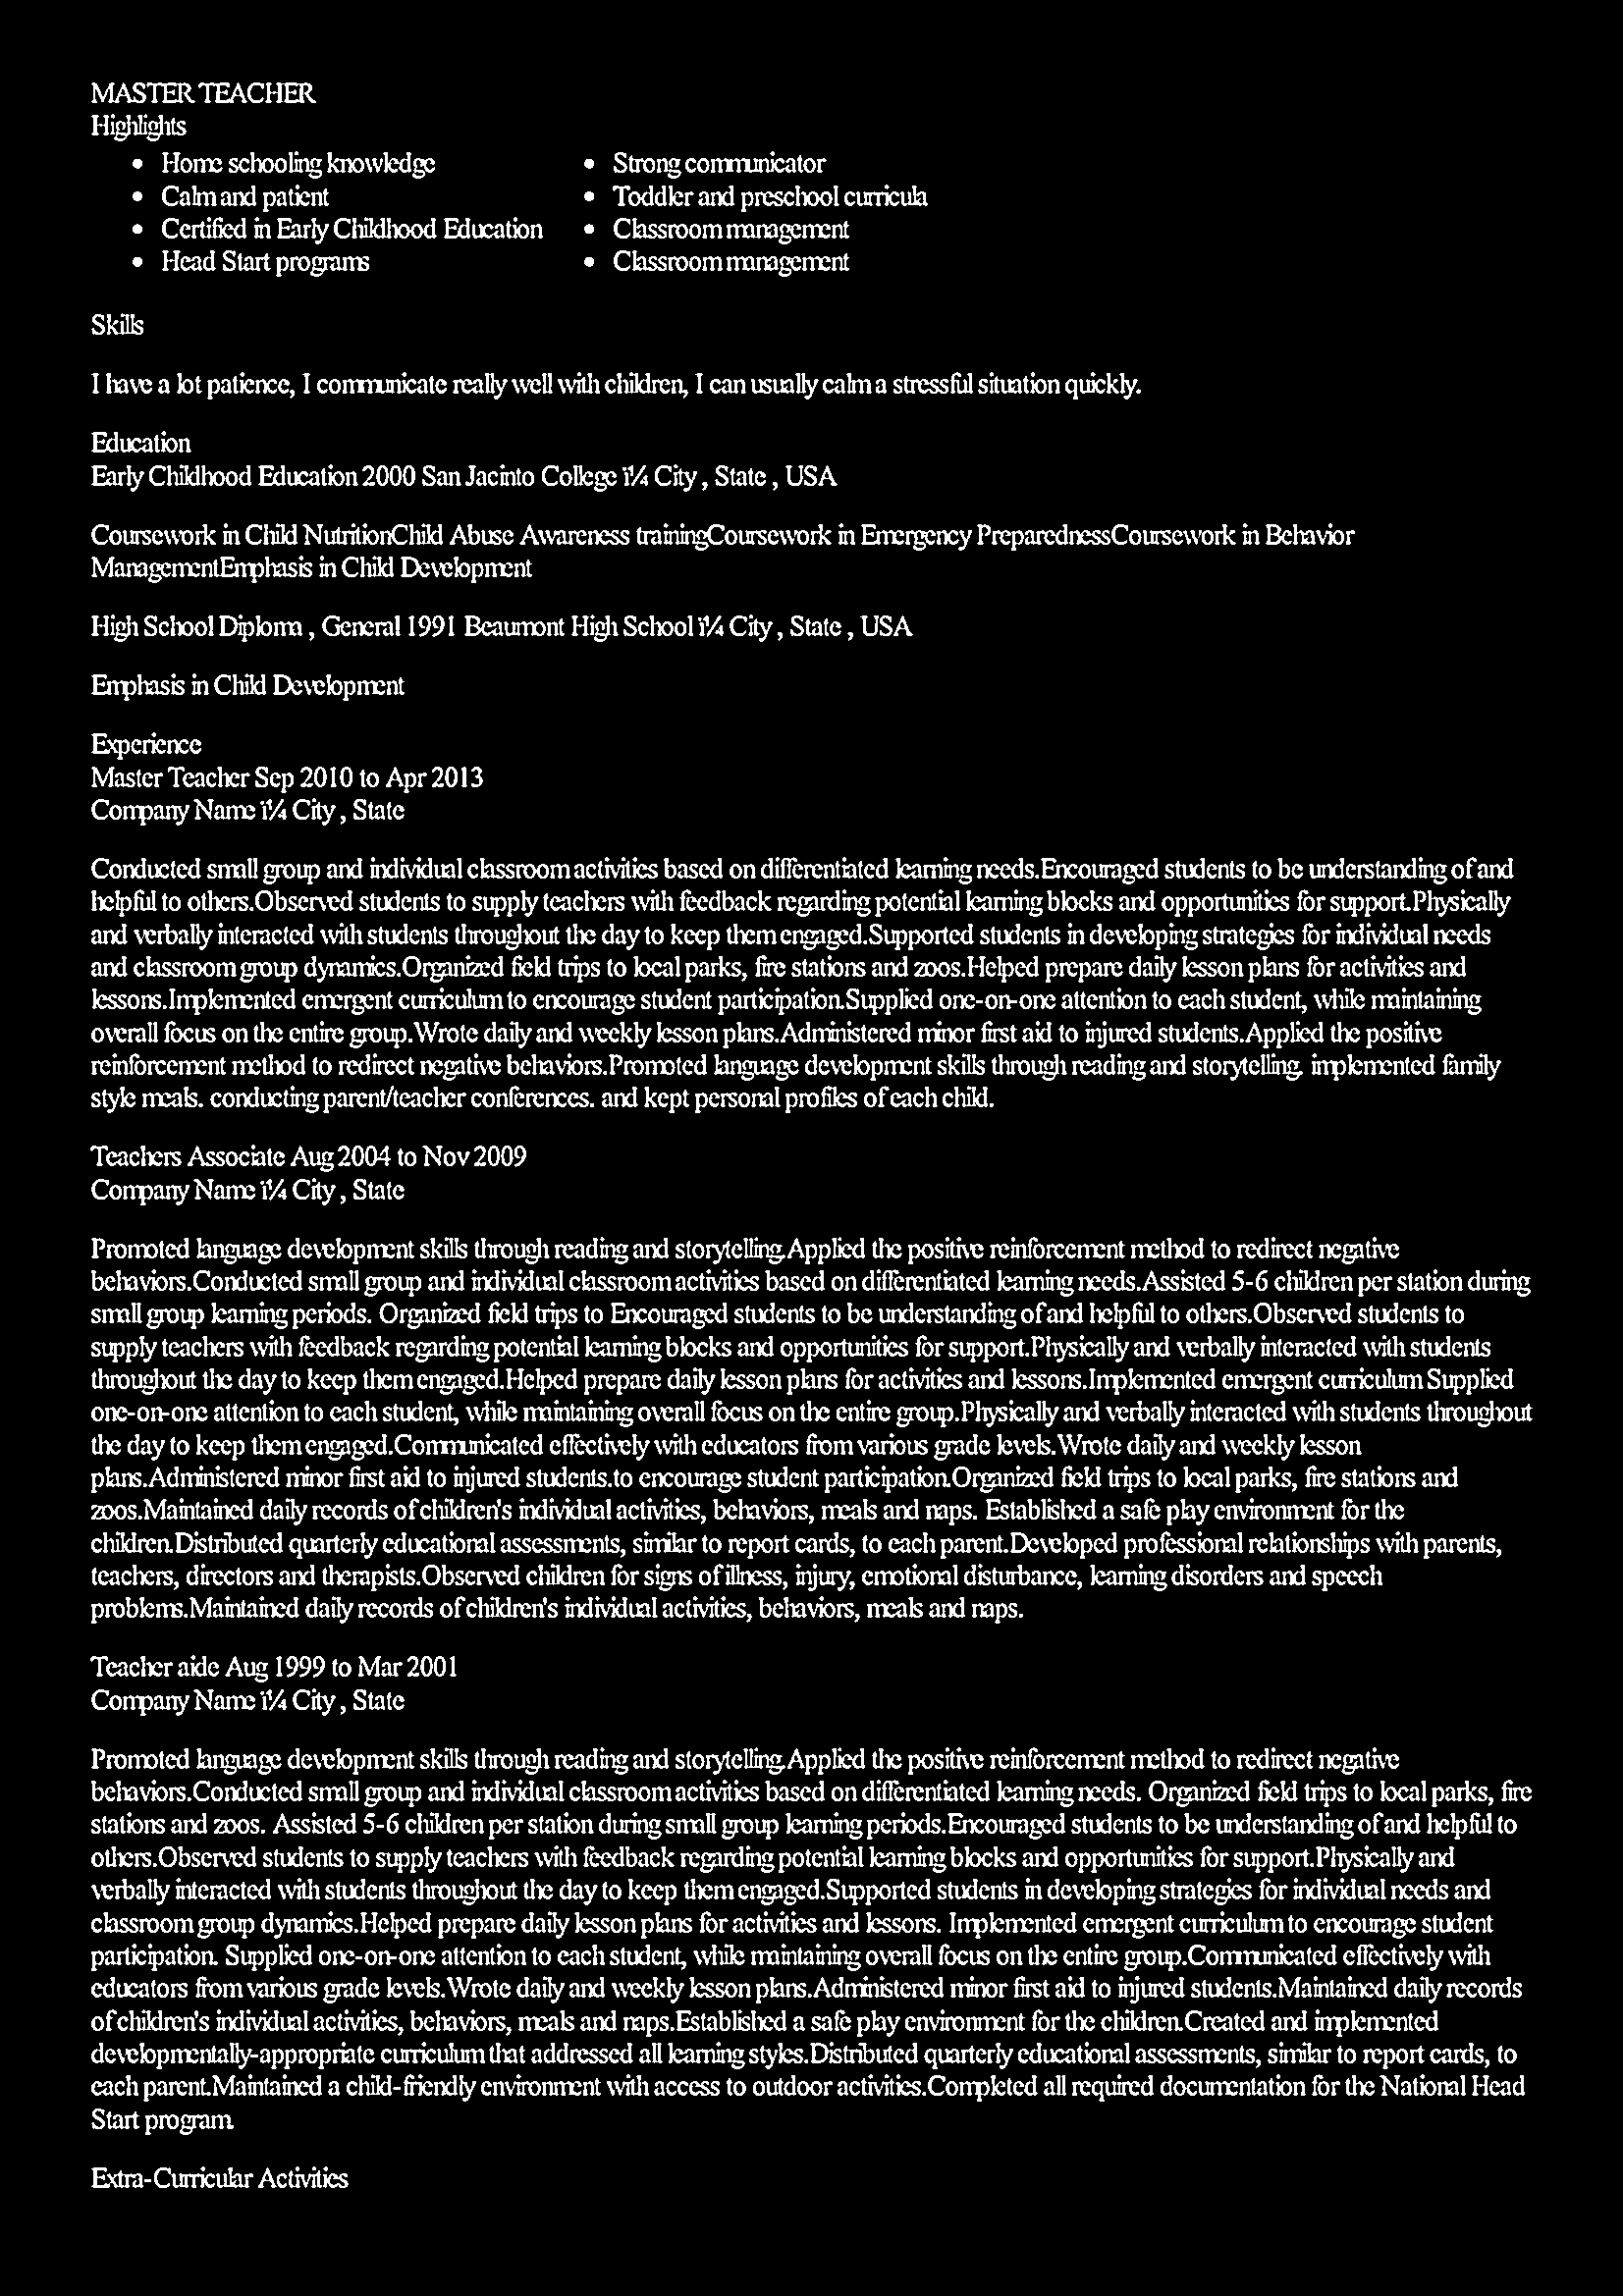 MASTER TEACHER
Highlights
• Home schooling knowledge
• Calm and patient
• Certified in Early Childhood Education
• Head Start programs
• Strong communicator
• Toddler and preschool curricula
• Classroom management
• Classroom management
Skills
I have a lot patience, I communicate really well with children, I can usually calm a stressful situation quickly.
Education
Early Childhood Education 2000 San Jacinto College ï¼ City , State , USA
Coursework in Child NutritionChild Abuse Awareness trainingCoursework in Emergency PreparednessCoursework in Behavior
ManagementEmphasis in Child Development
High School Diploma , General 1991 Beaumont High School ï¼ City , State , USA
Emphasis in Child Development
Experience
Master Teacher Sep 2010 to Apr 2013
Company Name ï¼ City , State
Conducted small group and individual classroom activities based on differentiated learning needs.Encouraged students to be understanding of and
helpful to others.Observed students to supply teachers with feedback regarding potential learning blocks and opportunities for support.Physically
and verbally interacted with students throughout the day to keep them engaged.Supported students in developing strategies for individual needs
and classroom group dynamics.Organized field trips to local parks, fire stations and zoos.Helped prepare daily lesson plans for activities and
lessons.Implemented emergent curriculum to encourage student participation.Supplied one-on-one attention to each student, while maintaining
overall focus on the entire group.Wrote daily and weekly lesson plans.Administered minor first aid to injured students.Applied the positive
reinforcement method to redirect negative behaviors.Promoted language development skills through reading and storytelling. implemented family
style meals. conducting parent/teacher conferences. and kept personal profiles of each child.
Teachers Associate Aug 2004 to Nov 2009
Company Name ï¼ City , State
Promoted language development skills through reading and storytelling.Applied the positive reinforcement method to redirect negative
behaviors.Conducted small group and individual classroom activities based on differentiated learning needs.Assisted 5-6 children per station during
small group learning periods. Organized field trips to Encouraged students to be understanding of and helpful to others.Observed students to
supply teachers with feedback regarding potential learning blocks and opportunities for support.Physically and verbally interacted with students
throughout the day to keep them engaged.Helped prepare daily lesson plans for activities and lessons.Implemented emergent curriculum Supplied
one-on-one attention to each student, while maintaining overall focus on the entire group.Physically and verbally interacted with students throughout
the day to keep them engaged.Communicated effectively with educators from various grade levels.Wrote daily and weekly lesson
plans.Administered minor first aid to injured students.to encourage student participation.Organized field trips to local parks, fire stations and
zoos.Maintained daily records of children's individual activities, behaviors, meals and naps. Established a safe play environment for the
children.Distributed quarterly educational assessments, similar to report cards, to each parent.Developed professional relationships with parents,
teachers, directors and therapists.Observed children for signs of illness, injury, emotional disturbance, learning disorders and speech
problems.Maintained daily records of children's individual activities, behaviors, meals and naps.
Teacher aide Aug 1999 to Mar 2001
Company Name ï¼ City , State
Promoted language development skills through reading and storytelling.Applied the positive reinforcement method to redirect negative
behaviors.Conducted small group and individual classroom activities based on differentiated learning needs. Organized field trips to local parks, fire
stations and zoos. Assisted 5-6 children per station during small group learning periods.Encouraged students to be understanding of and helpful to
others.Observed students to supply teachers with feedback regarding potential learning blocks and opportunities for support.Physically and
verbally interacted with students throughout the day to keep them engaged.Supported students in developing strategies for individual needs and
classroom group dynamics.Helped prepare daily lesson plans for activities and lessons. Implemented emergent curriculum to encourage student
participation. Supplied one-on-one attention to each student, while maintaining overall focus on the entire group.Communicated effectively with
educators from various grade levels.Wrote daily and weekly lesson plans.Administered minor first aid to injured students.Maintained daily records
of children's individual activities, behaviors, meals and naps.Established a safe play environment for the children.Created and implemented
developmentally-appropriate curriculum that addressed all learning styles.Distributed quarterly educational assessments, similar to report cards, to
each parent.Maintained a child-friendly environment with access to outdoor activities.Completed all required documentation for the National Head
Start program.
Extra-Curricular Activities